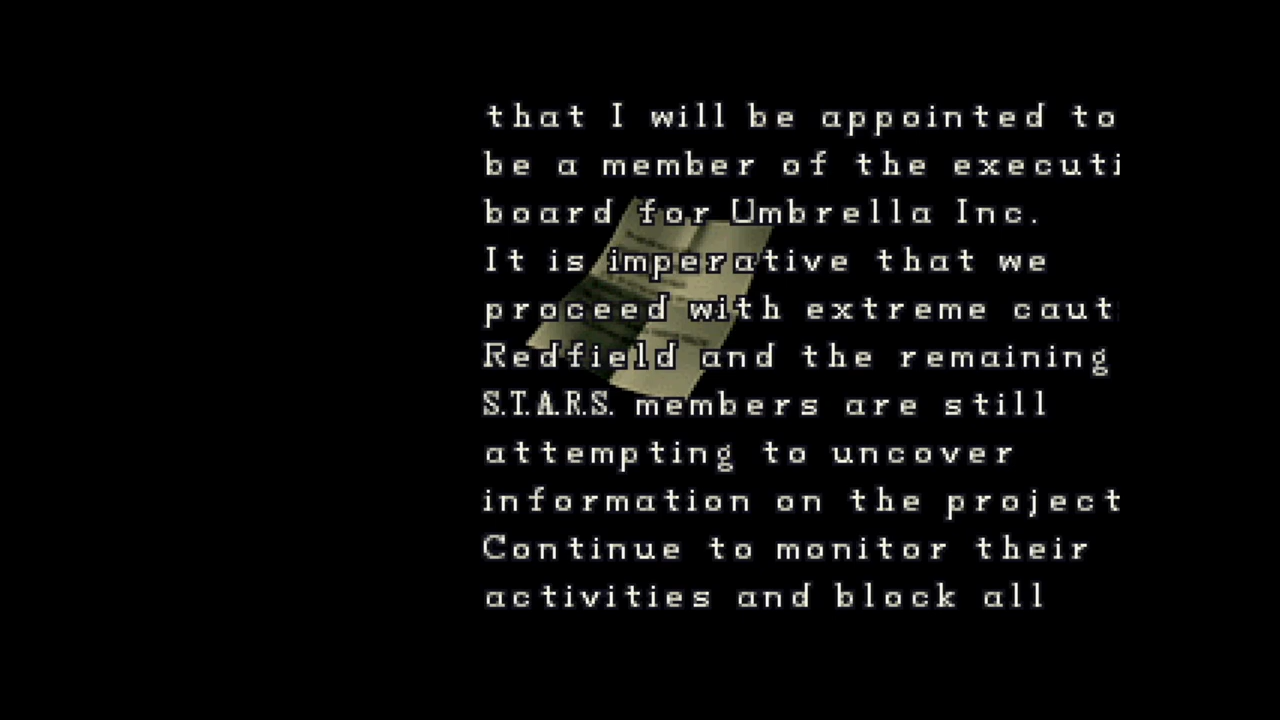 that I will be appointed to
be a member of the executi
board for Umbrella Inc.
It is imperative that we
proceed with extreme caut
Redfield and the remaining
S.T.A.R.S. members are still
attempting to uncover
information on the project
Continue to monitor their
activities and block all